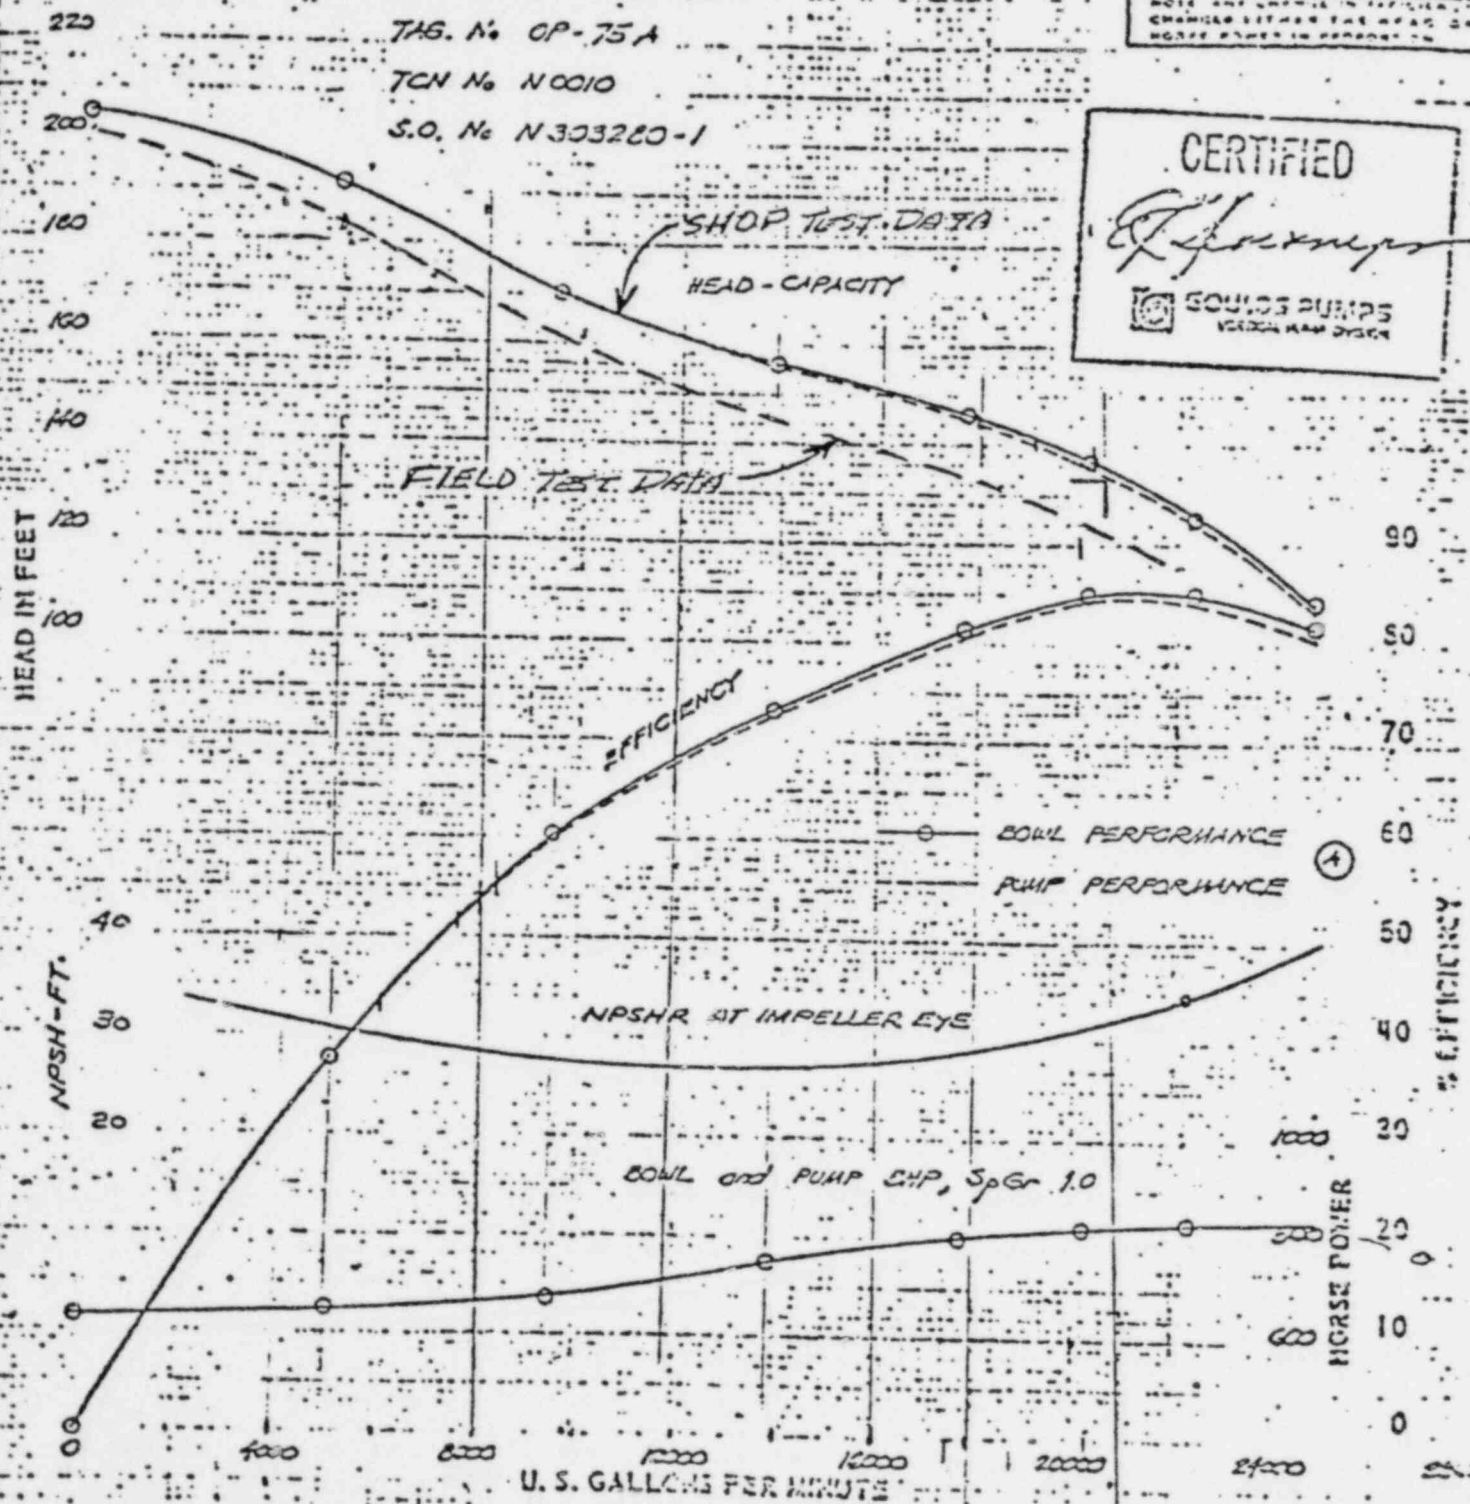 220
TAG. No OP-75A
CHANGES EITHER THE HEAD
TCN No N0010
200
S.O. No N303280-1
CERTIFIED
180
SHOP TEST DATA
HEAD-CAPACITY
GOULDS PUMPS
160
140
FIELD TEST DATA
HEAD IN FEET
120
90
100
80
EFFICIENCY
70
BOWL PERFORMANCE
60
A
PUMP PERFORMANCE
40
50
% EFFICIENCY
NPSH-FT.
30
NPSHR AT IMPELLER EYE
40
20
1000
30
BOWL and PUMP BHP, SpGr 1.0
HORSE POWER
800
20
600
10
0
0
4000
8000
12000
16000
20000
24000
U. S. GALLONS PER MINUTE